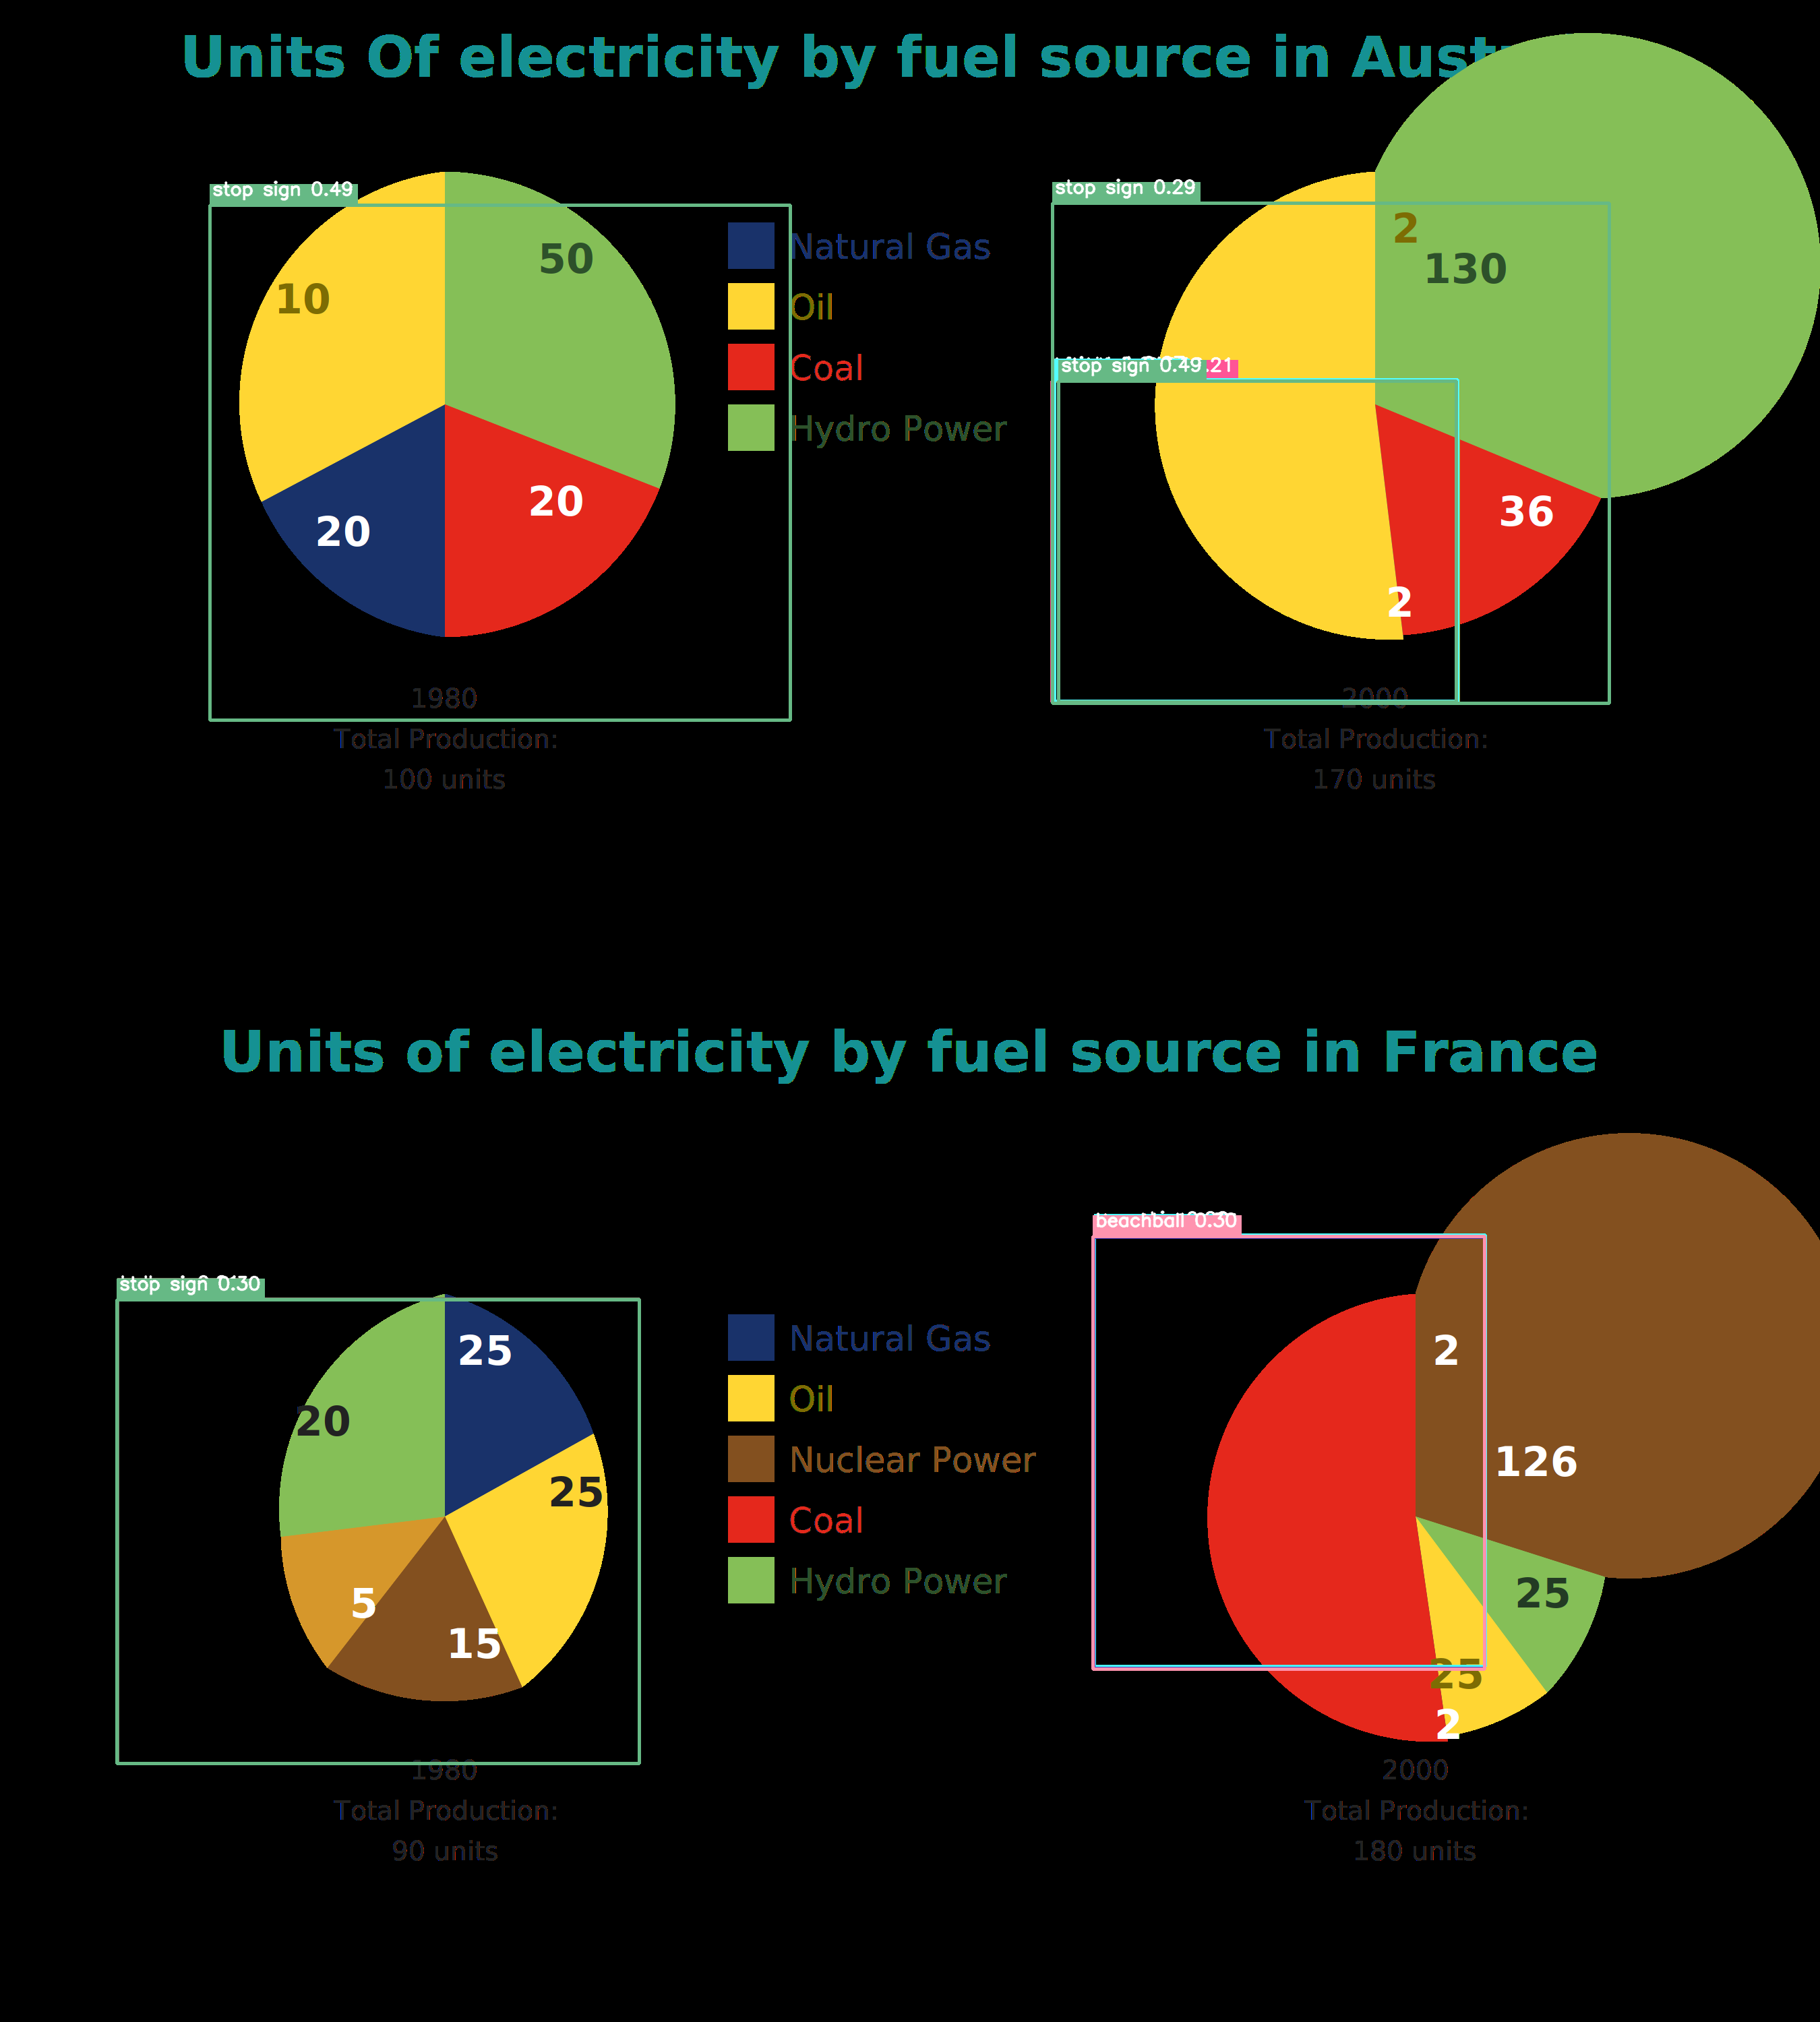 Units Of electricity by fuel source in Aust
stop sign 0.49
stop sign 0.29
50
10
20
20
Natural Gas
Oil
Coal
Hydro Power
2
130
stop sign 0.49 .21
36
2
1980
Total Production:
100 units
2000
Total Production:
170 units
Units of electricity by fuel source in France
stop sign 0.30
25
20
25
5
15
Natural Gas
Oil
Nuclear Power
Coal
Hydro Power
beachball 0.30
2
126
25
25
2
1980
Total Production:
90 units
2000
Total Production:
180 units